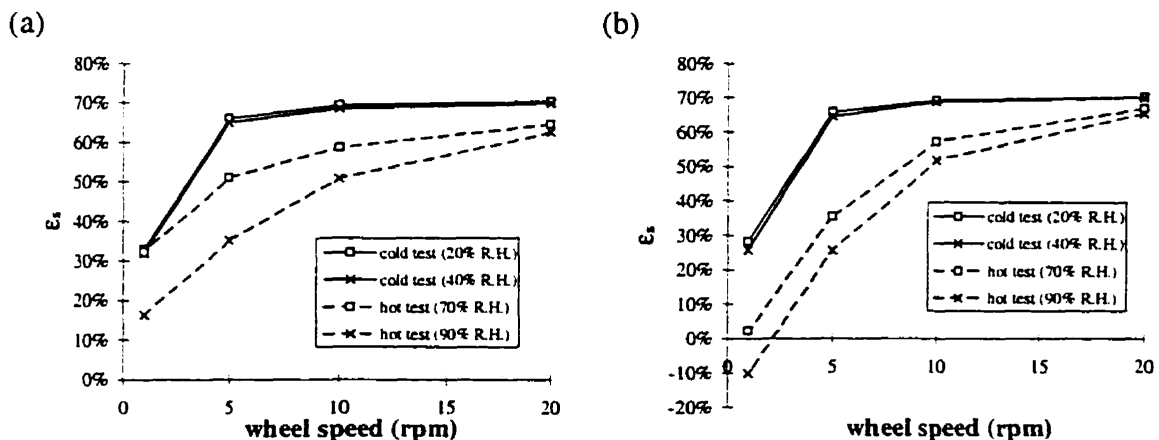 (a)
80%
70%
60%
50%
40%
30%
20%
10%
0%
εs
0 5 10 15 20
wheel speed (rpm)
cold test (20% R.H.)
cold test (40% R.H.)
hot test (70% R.H.)
hot test (90% R.H.)
(b)
80%
70%
60%
50%
40%
30%
20%
10%
0%
-10%
-20%
εs
0 5 10 15 20
wheel speed (rpm)
cold test (20% R.H.)
cold test (40% R.H.)
hot test (70% R.H.)
hot test (90% R.H.)